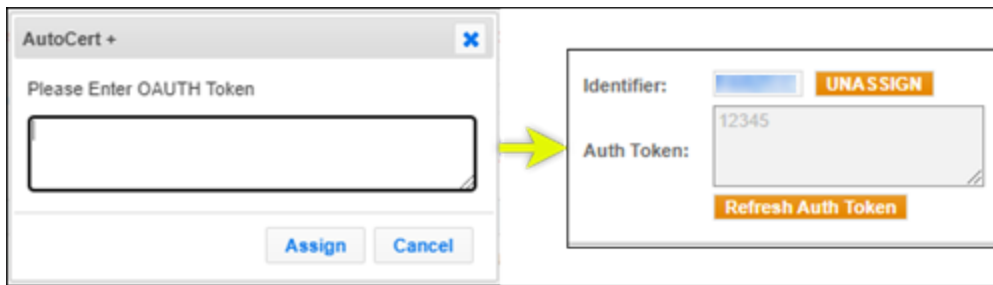 AutoCert +
Please Enter OAUTH Token
Assign Cancel
Identifier: UNASSIGN
Auth Token: 12345
Refresh Auth Token